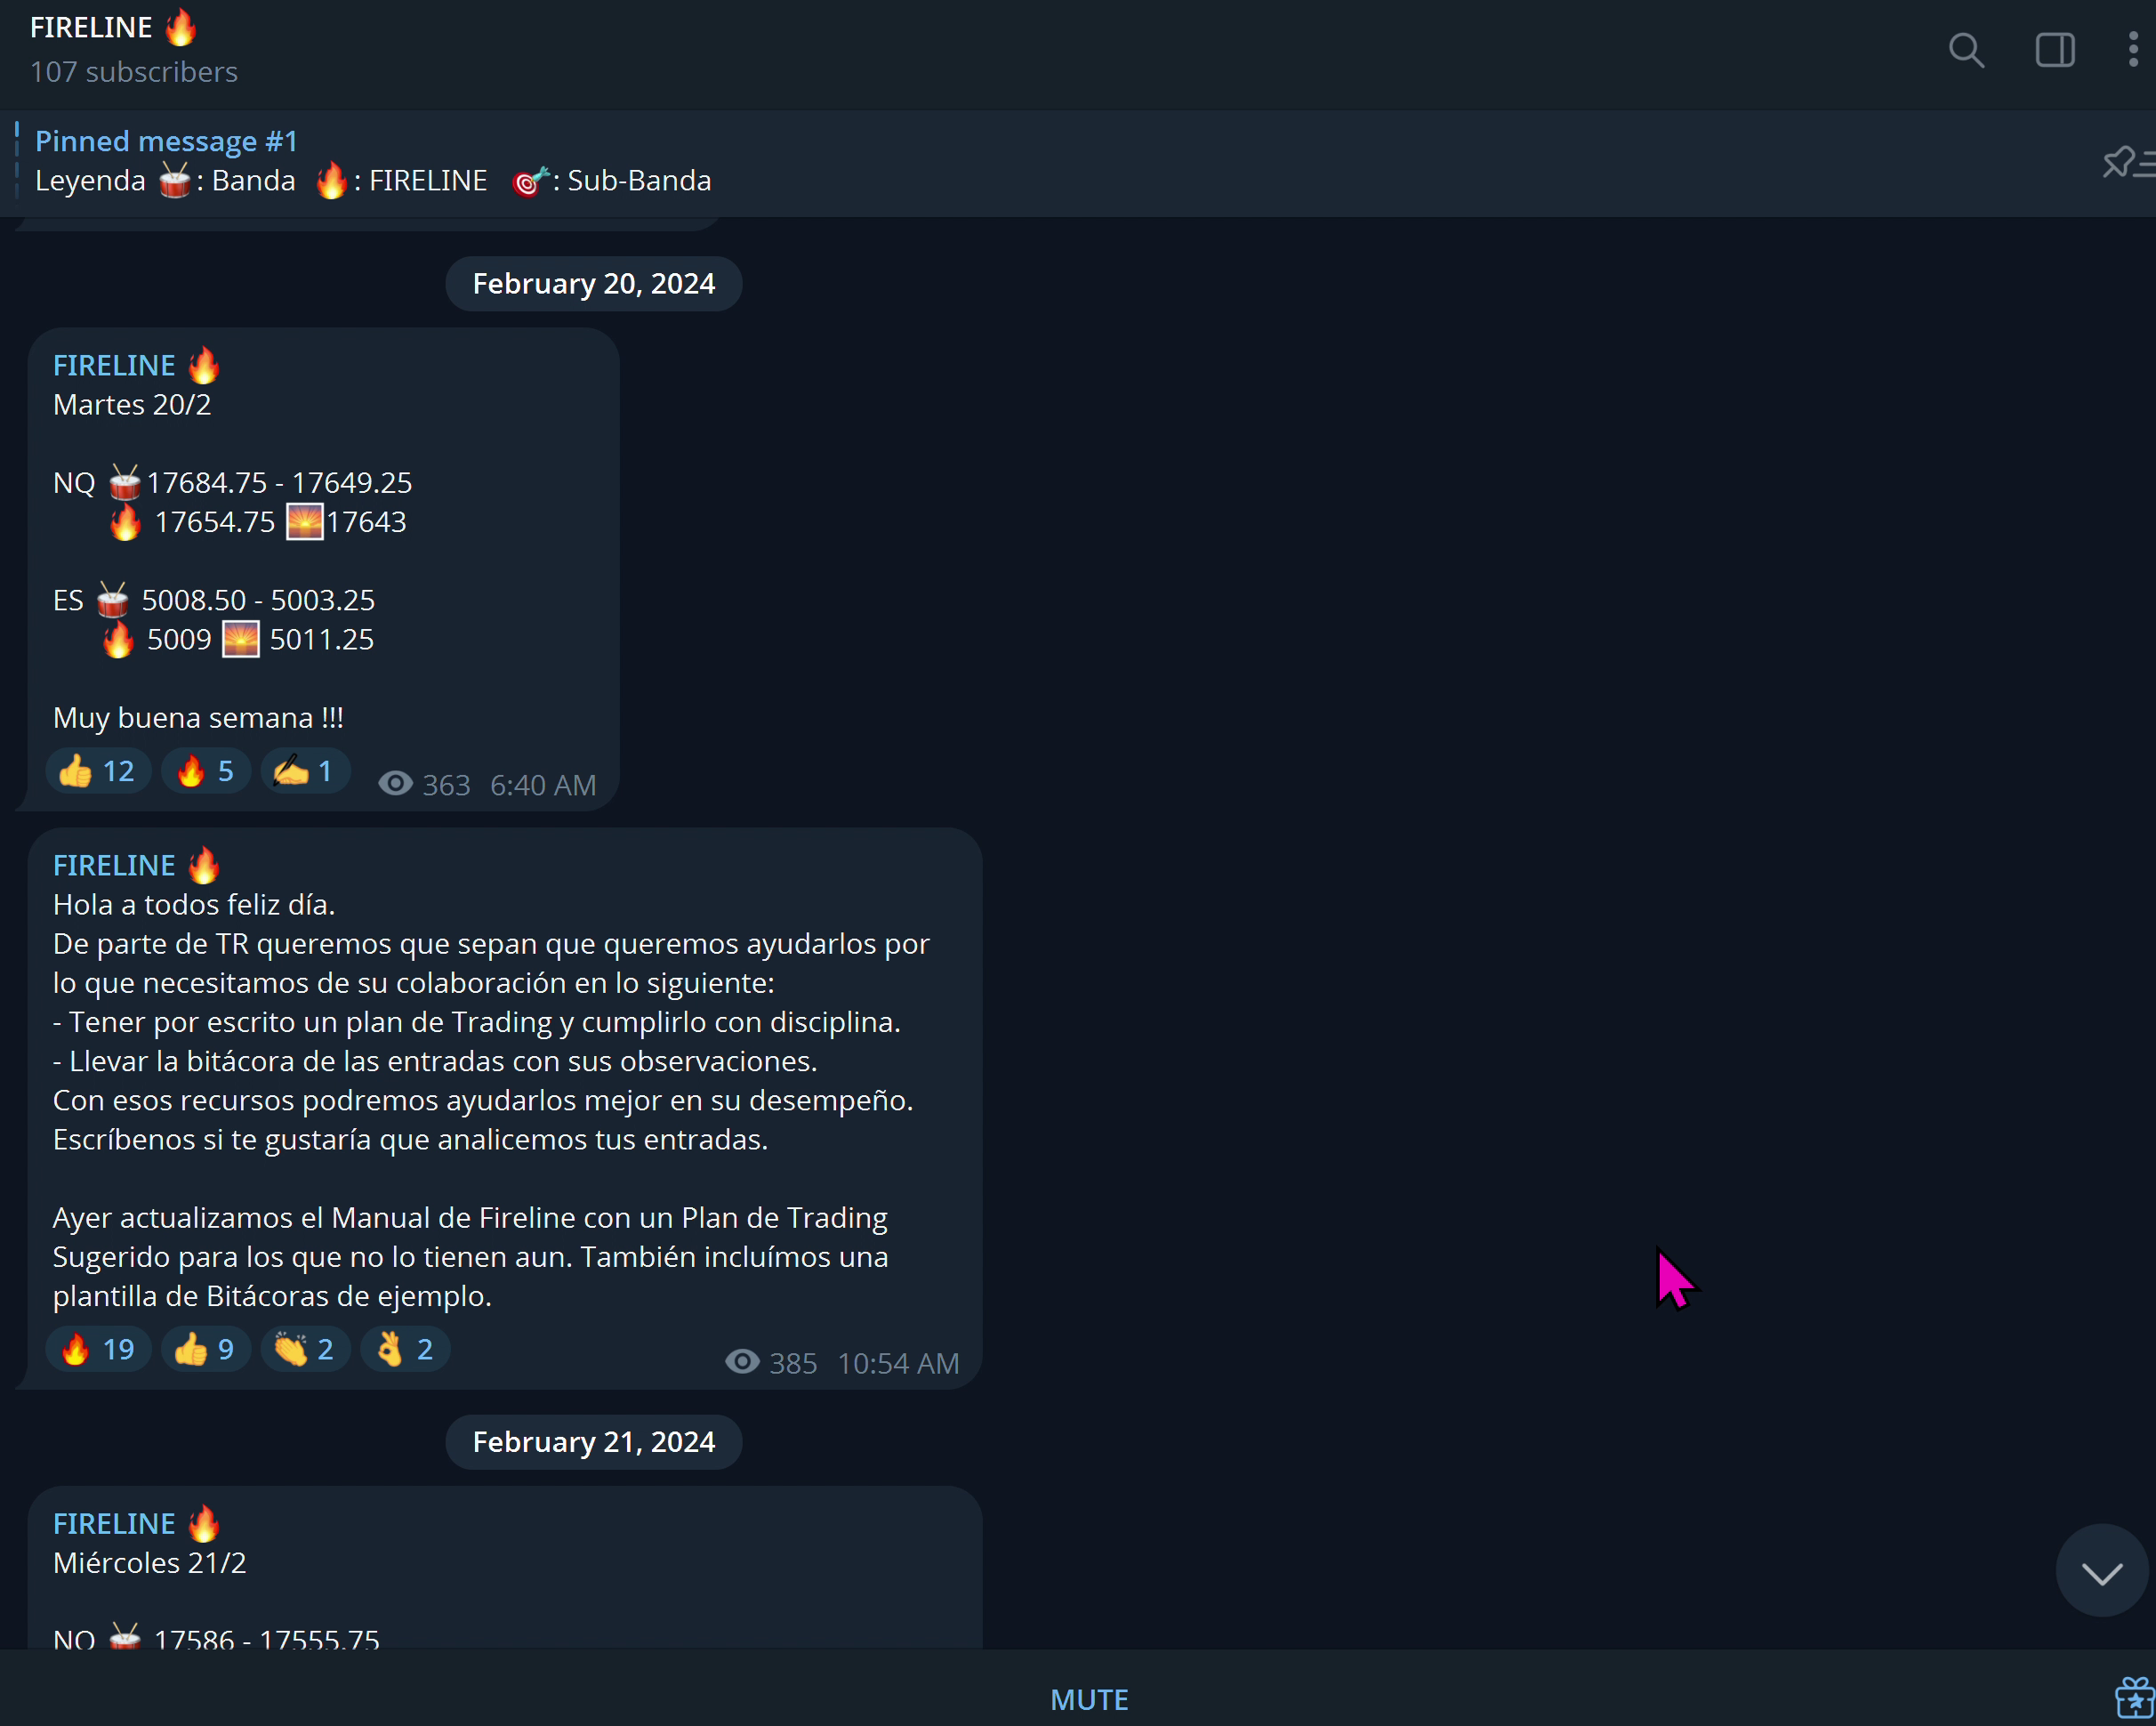 FIRELINE 🔥
107 subscribers
Pinned message #1
Leyenda 🥁: Banda 🔥: FIRELINE 🎯: Sub-Banda
February 20, 2024
FIRELINE 🔥
Martes 20/2
NQ 🥁17684.75 - 17649.25
🔥 17654.75 🌅17643
ES 🥁 5008.50 - 5003.25
🔥 5009 🌅 5011.25
Muy buena semana !!!
👍 12 🔥 5 ✍️ 1 363 6:40 AM
FIRELINE 🔥
Hola a todos feliz día.
De parte de TR queremos que sepan que queremos ayudarlos por
lo que necesitamos de su colaboración en lo siguiente:
- Tener por escrito un plan de Trading y cumplirlo con disciplina.
- Llevar la bitácora de las entradas con sus observaciones.
Con esos recursos podremos ayudarlos mejor en su desempeño.
Escríbenos si te gustaría que analicemos tus entradas.
Ayer actualizamos el Manual de Fireline con un Plan de Trading
Sugerido para los que no lo tienen aun. También incluímos una
plantilla de Bitácoras de ejemplo.
🔥 19 👍 9 👏 2 👌 2 385 10:54 AM
February 21, 2024
FIRELINE 🔥
Miércoles 21/2
NQ 🥁 17586 - 17555.75
MUTE